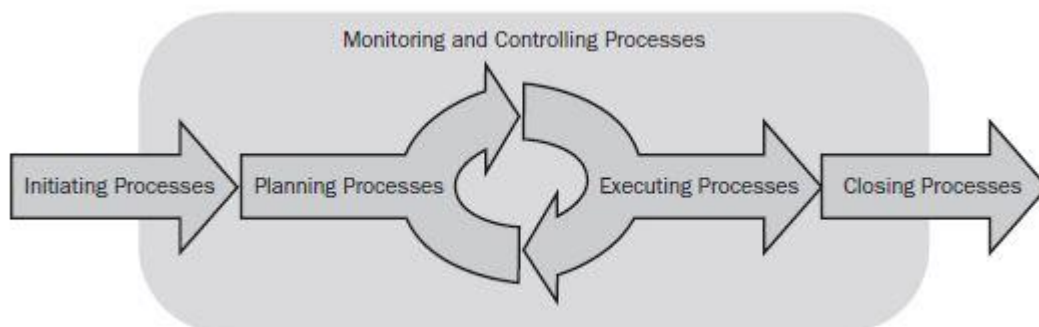 Monitoring and Controlling Processes
Initiating Processes
Planning Processes
Executing Processes
Closing Processes